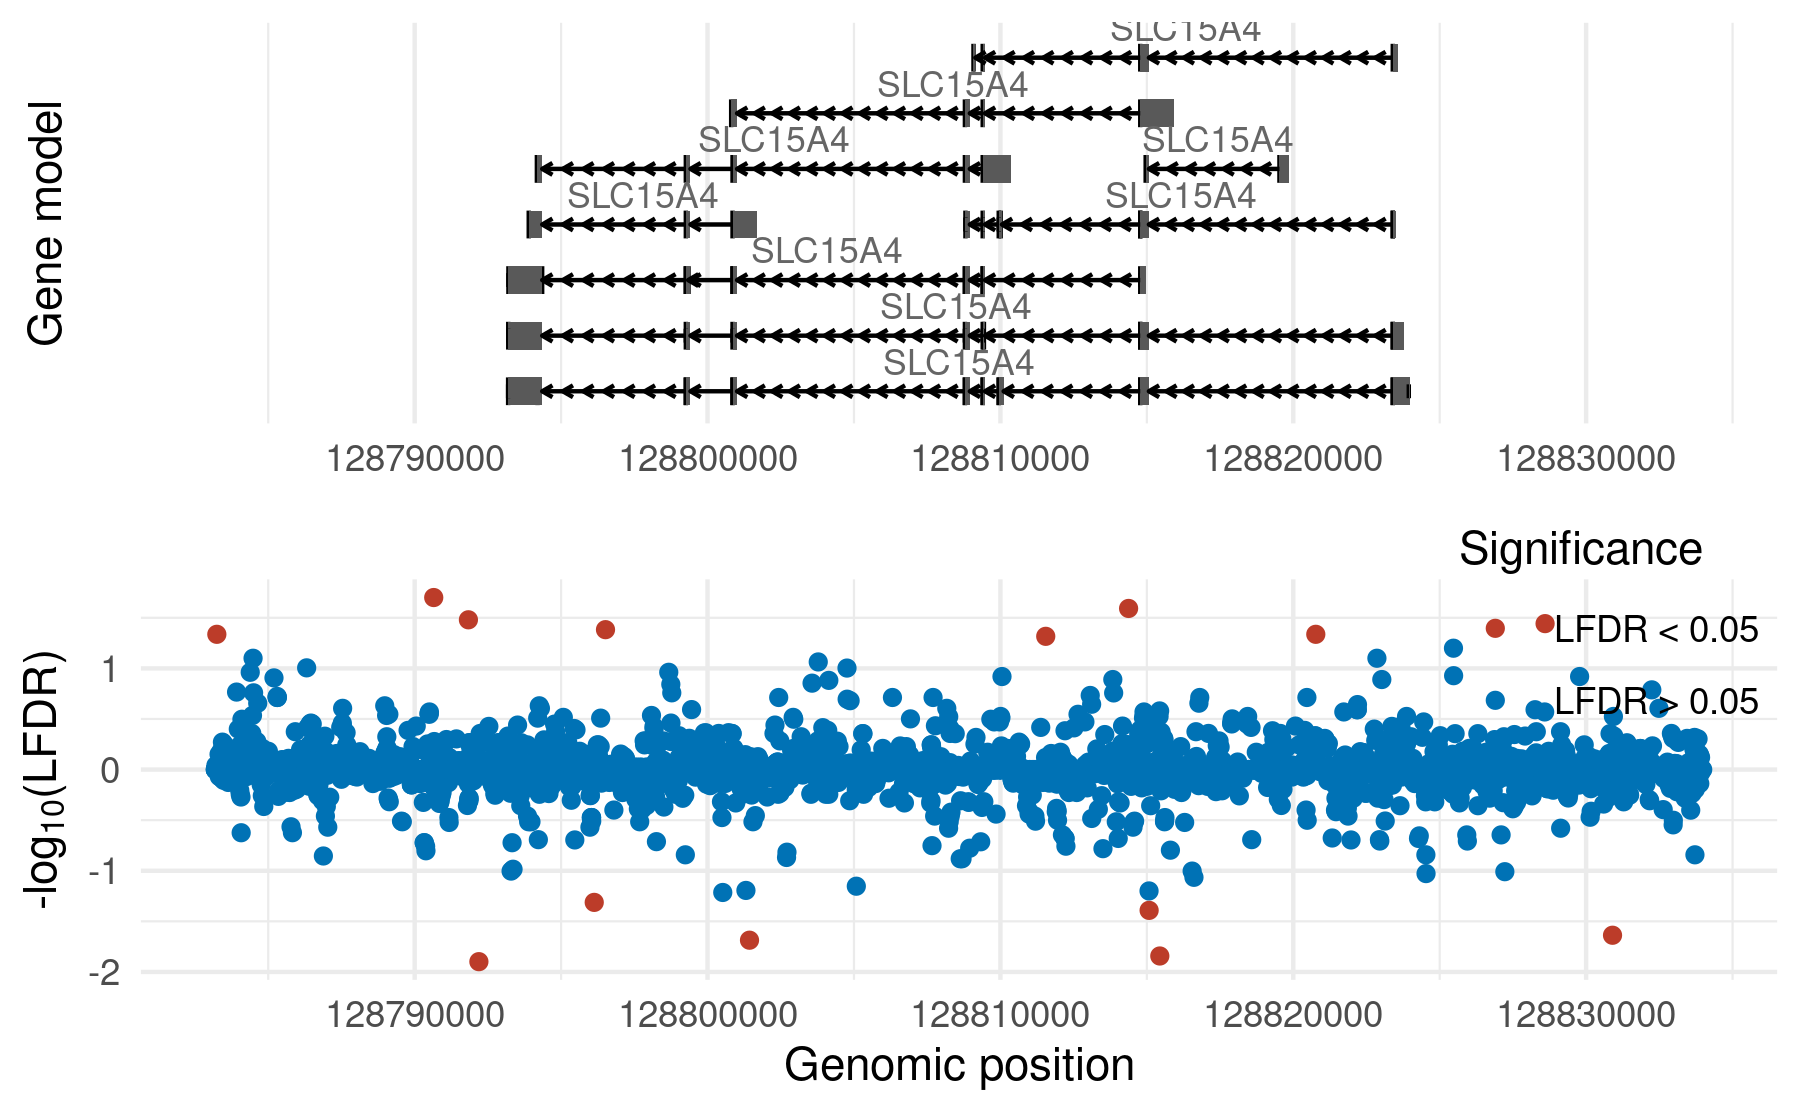 SLC15A4
SLC15A4
SLC15A4
SLC15A4
SLC15A4
SLC15A4
SLC15A4
SLC15A4
SLC15A4
Gene model
128790000 128800000 128810000 128820000 128830000
Significance
LFDR < 0.05
LFDR > 0.05
1
0
-1
-2
-log10(LFDR)
128790000 128800000 128810000 128820000 128830000
Genomic position